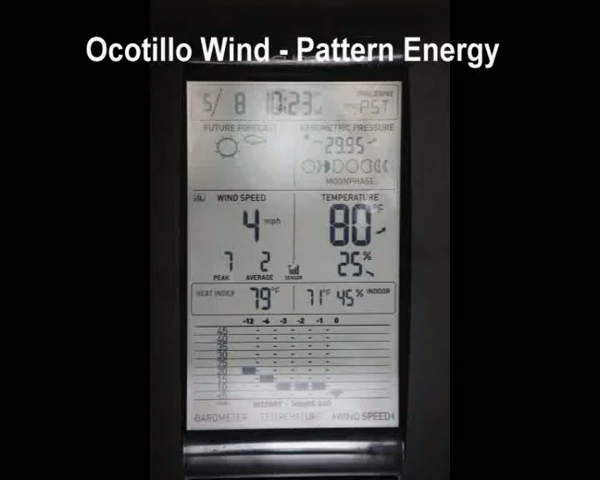 Ocotillo Wind - Pattern Energy
5/ 8 10:23 PST
FUTURE FORECAST BAROMETRIC PRESSURE
29.95
MOONPHASE
WIND SPEED TEMPERATURE
4 mph 80 °F
7 2 25%
PEAK AVERAGE SENSOR
HEAT INDEX 79°F 71°F 45% INDOOR
-12 -6 -3 -2 -1 0
BAROMETER TEMPERATURE WIND SPEED